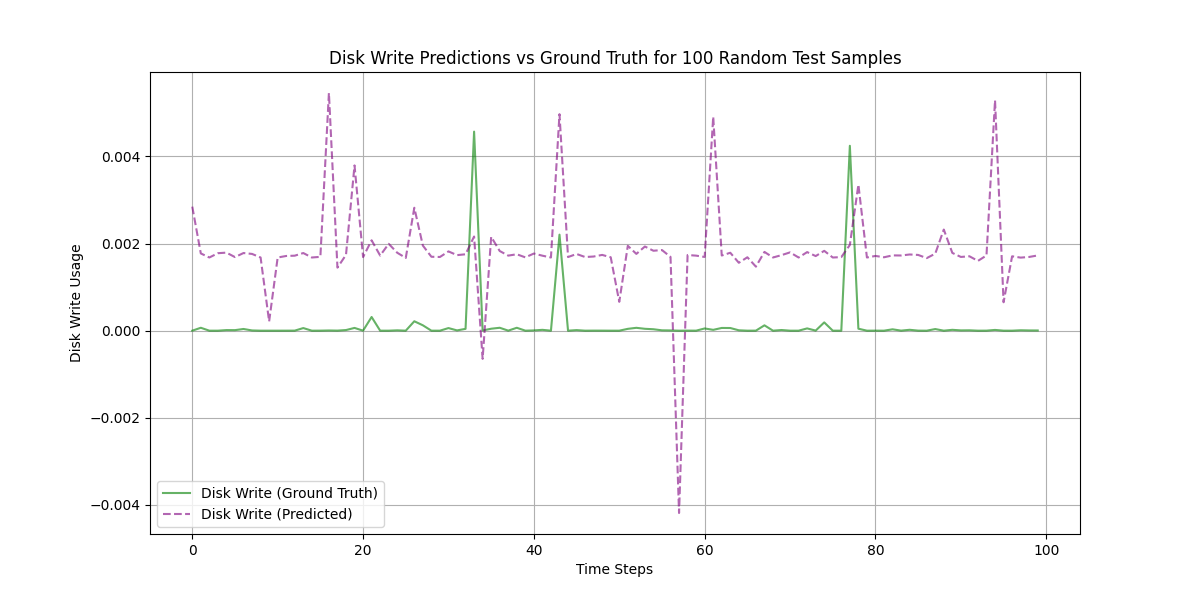 Disk Write Predictions vs Ground Truth for 100 Random Test Samples
Disk Write Usage
0.004
0.002
0.000
−0.002
−0.004
Disk Write (Ground Truth)
Disk Write (Predicted)
0 20 40 60 80 100
Time Steps